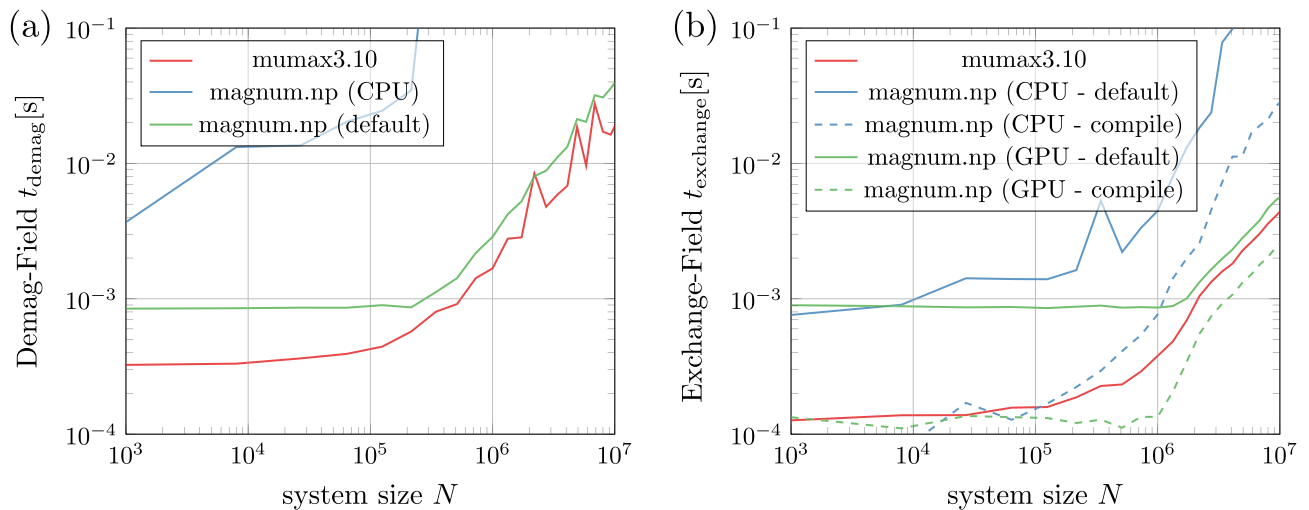 (a)
10^-1
10^-2
10^-3
10^-4
Demag-Field t_demag[s]
mumax3.10
magnum.np (CPU)
magnum.np (default)
10^3 10^4 10^5 10^6 10^7
system size N
(b)
10^-1
10^-2
10^-3
10^-4
Exchange-Field t_exchange[s]
mumax3.10
magnum.np (CPU - default)
magnum.np (CPU - compile)
magnum.np (GPU - default)
magnum.np (GPU - compile)
10^3 10^4 10^5 10^6 10^7
system size N